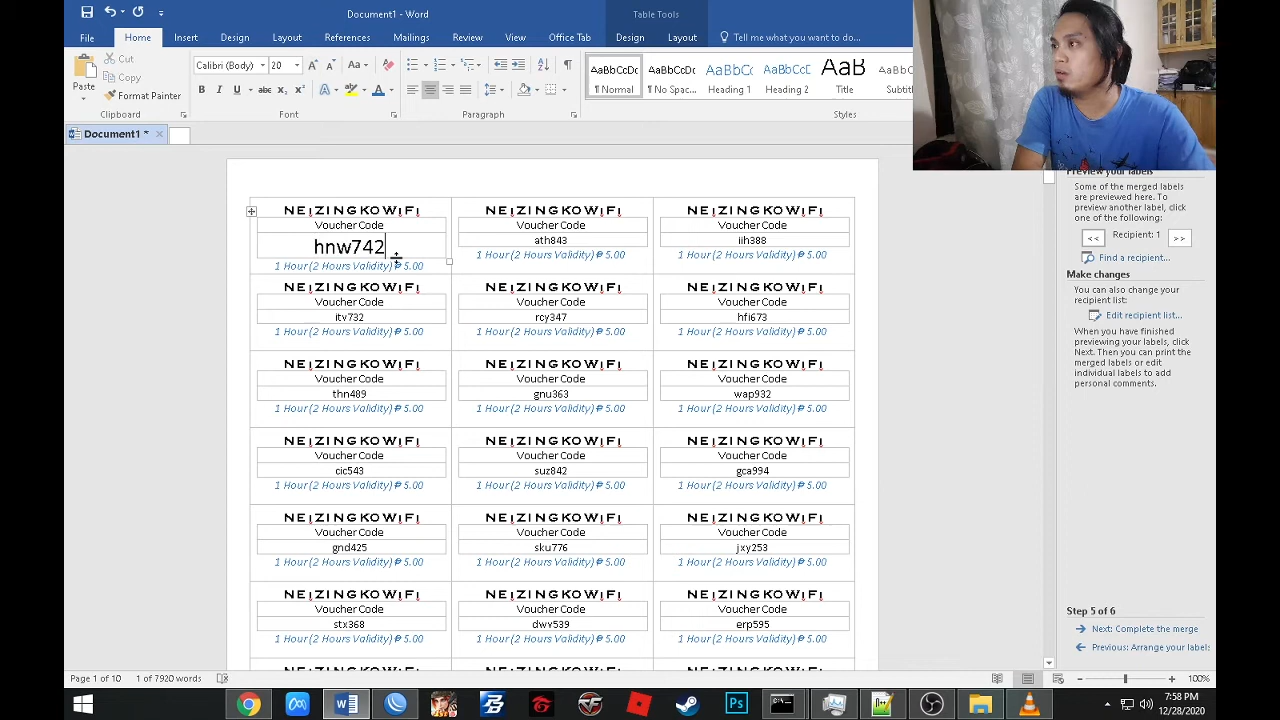 Document1 - Word
Table Tools
File Home Insert Design Layout References Mailings Review View Office Tab Design Layout Tell me what you want to do...
Paste
Cut
Copy
Format Painter
Calibri (Body) 20
AaBbCcDc AaBbCcDc AaBbCc AaBbCcD AaB AaB
¶ Normal ¶ No Spac... Heading 1 Heading 2 Title
Clipboard Font Paragraph Styles
Document1 *
NEIZINGKOWIFI NEIZINGKOWIFI NEIZINGKOWIFI
Voucher Code Voucher Code Voucher Code
hnw742 ath843 iih388
1 Hour (2 Hours Validity) ₱ 5.00 1 Hour (2 Hours Validity) ₱ 5.00 1 Hour (2 Hours Validity) ₱ 5.00
NEIZINGKOWIFI NEIZINGKOWIFI NEIZINGKOWIFI
Voucher Code Voucher Code Voucher Code
itv732 rcy347 hfi673
1 Hour (2 Hours Validity) ₱ 5.00 1 Hour (2 Hours Validity) ₱ 5.00 1 Hour (2 Hours Validity) ₱ 5.00
NEIZINGKOWIFI NEIZINGKOWIFI NEIZINGKOWIFI
Voucher Code Voucher Code Voucher Code
thn489 gnu363 wap932
1 Hour (2 Hours Validity) ₱ 5.00 1 Hour (2 Hours Validity) ₱ 5.00 1 Hour (2 Hours Validity) ₱ 5.00
NEIZINGKOWIFI NEIZINGKOWIFI NEIZINGKOWIFI
Voucher Code Voucher Code Voucher Code
cic543 suz842 gca994
1 Hour (2 Hours Validity) ₱ 5.00 1 Hour (2 Hours Validity) ₱ 5.00 1 Hour (2 Hours Validity) ₱ 5.00
NEIZINGKOWIFI NEIZINGKOWIFI NEIZINGKOWIFI
Voucher Code Voucher Code Voucher Code
gnd425 sku776 jxy253
1 Hour (2 Hours Validity) ₱ 5.00 1 Hour (2 Hours Validity) ₱ 5.00 1 Hour (2 Hours Validity) ₱ 5.00
NEIZINGKOWIFI NEIZINGKOWIFI NEIZINGKOWIFI
Voucher Code Voucher Code Voucher Code
stx368 dwv539 erp595
1 Hour (2 Hours Validity) ₱ 5.00 1 Hour (2 Hours Validity) ₱ 5.00 1 Hour (2 Hours Validity) ₱ 5.00
Preview your labels
Some of the merged labels
are previewed here. To
preview another label, click
one of the following:
<< Recipient: 1 >>
Find a recipient...
Make changes
You can also change your
recipient list:
Edit recipient list...
When you have finished
previewing your labels, click
Next. Then you can print the
merged labels or edit
individual labels to add
personal comments.
Step 5 of 6
Next: Complete the merge
Previous: Arrange your labels
Page 1 of 10 1 of 7920 words
100%
7:58 PM
12/28/2020